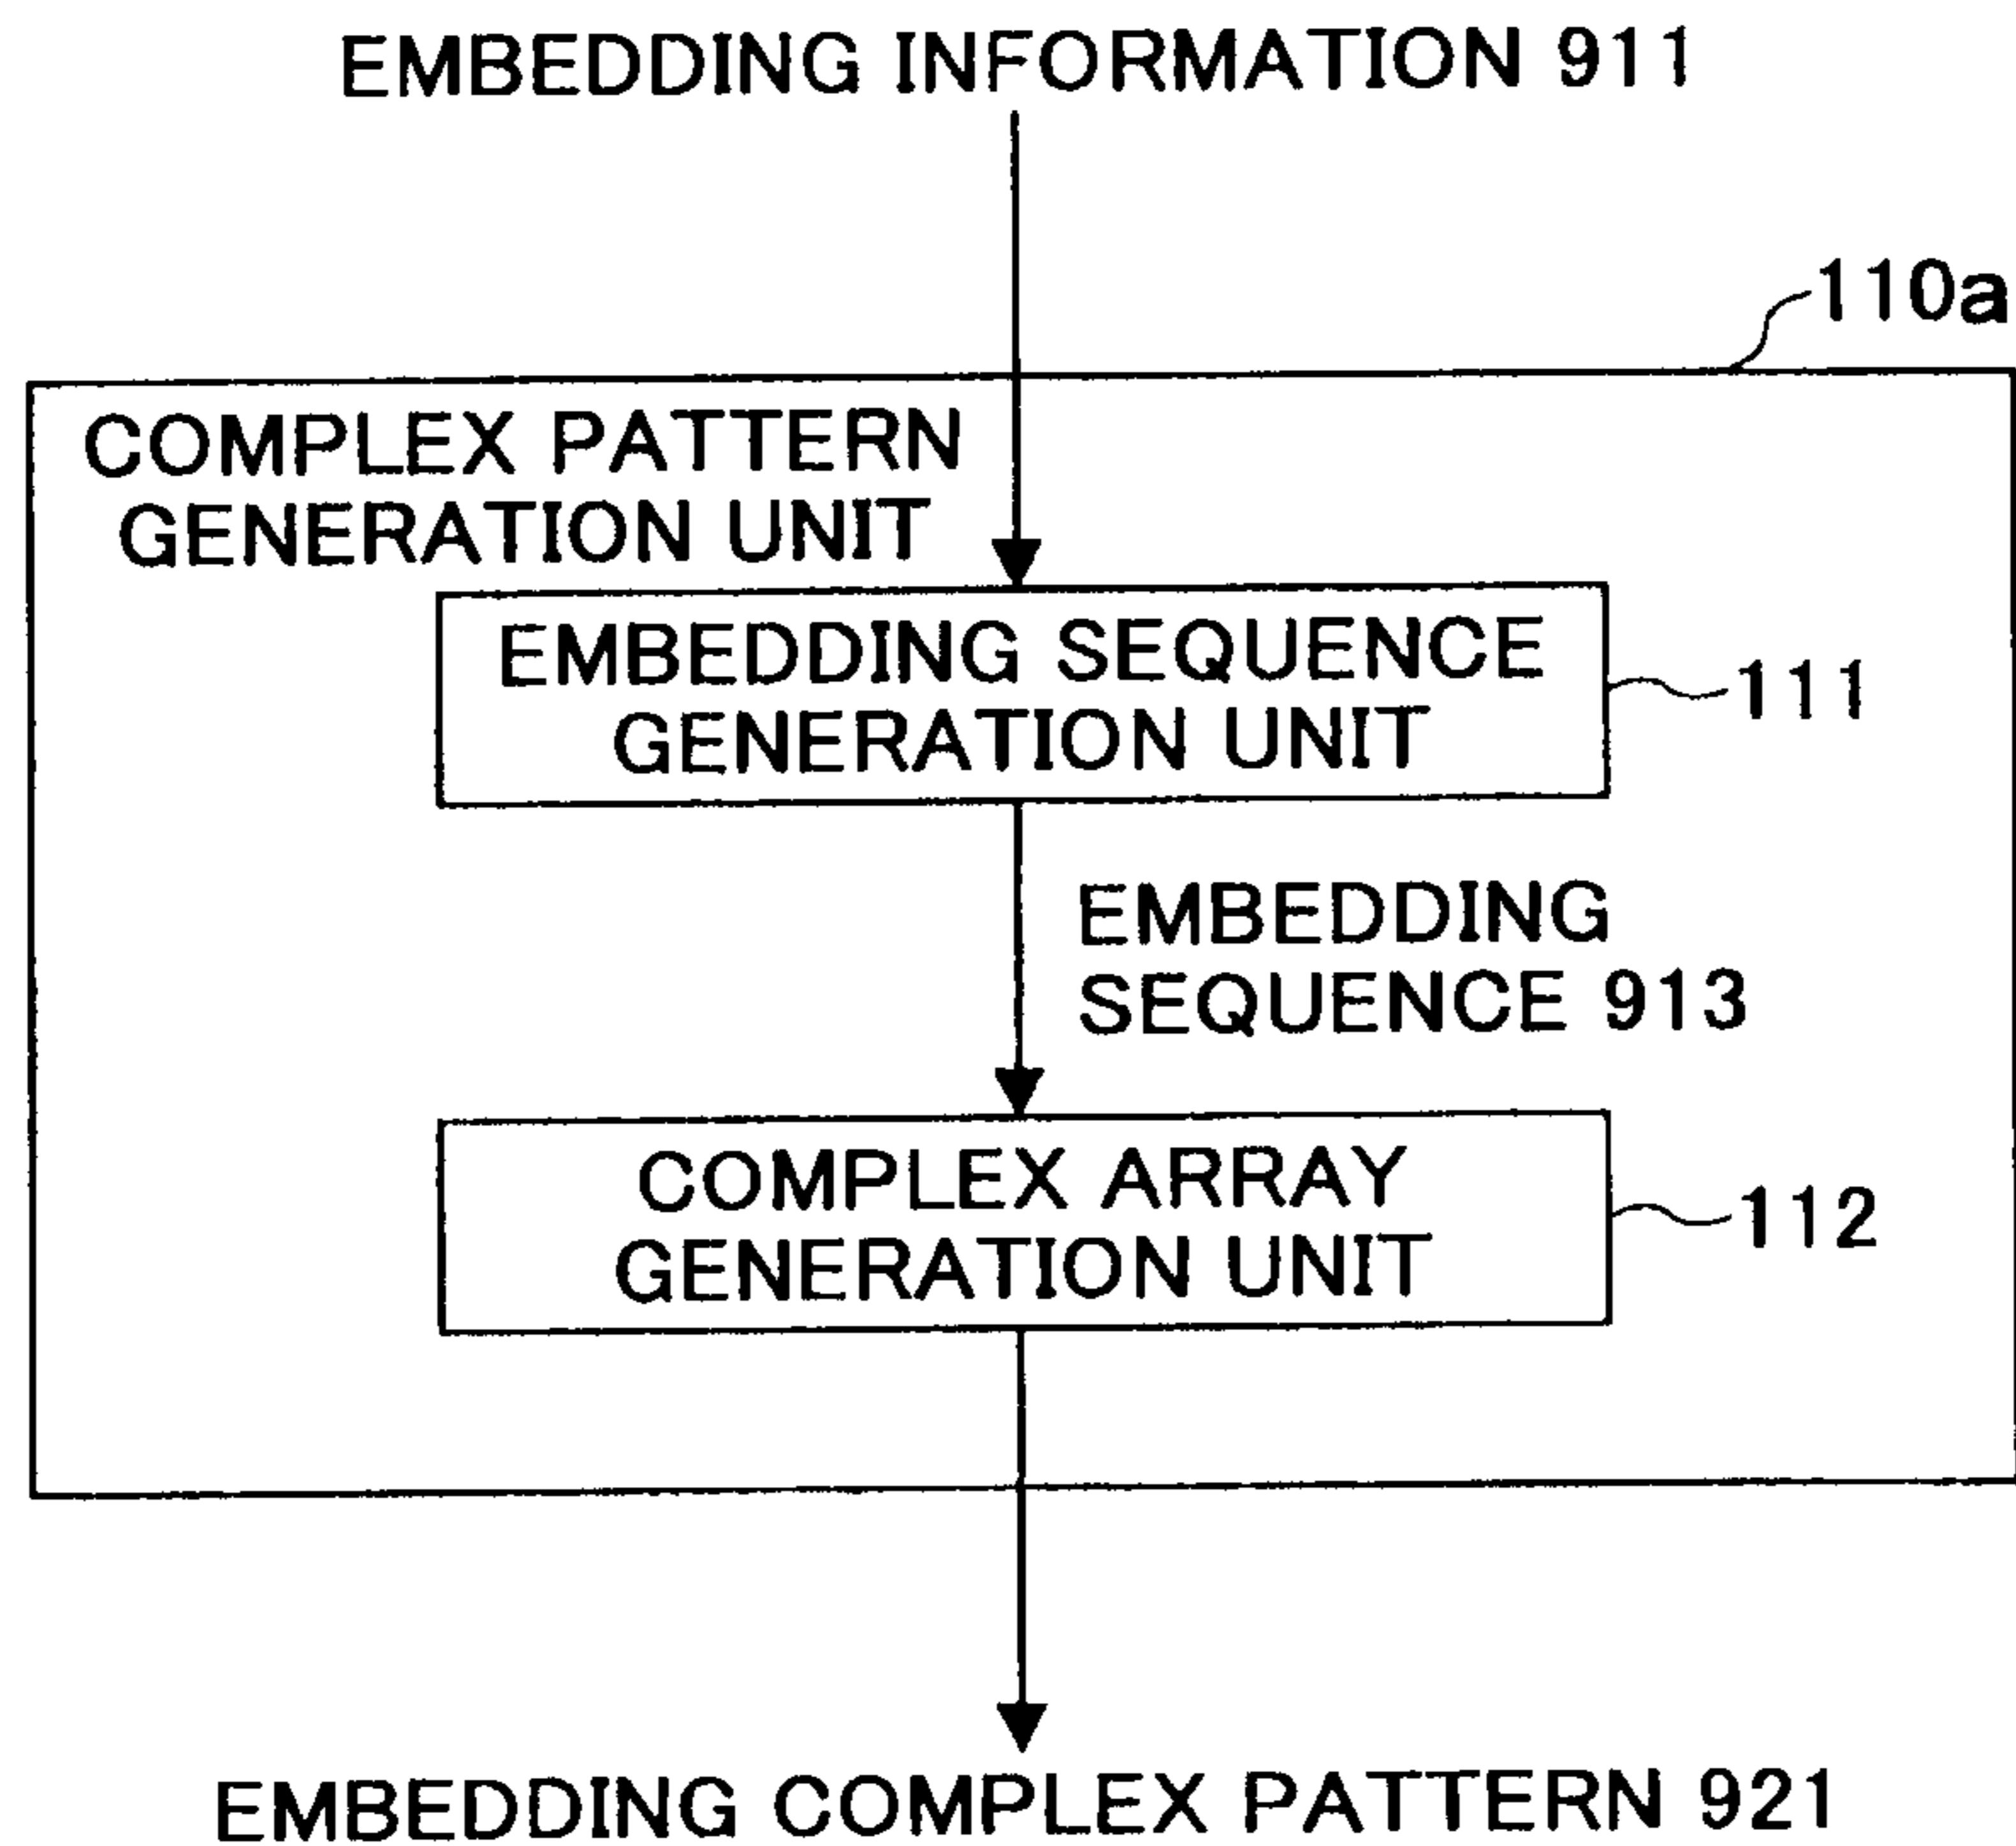 EMBEDDING INFORMATION 911
110a
COMPLEX PATTERN
GENERATION UNIT
EMBEDDING SEQUENCE
GENERATION UNIT
111
EMBEDDING
SEQUENCE 913
COMPLEX ARRAY
GENERATION UNIT
112
EMBEDDING COMPLEX PATTERN 921